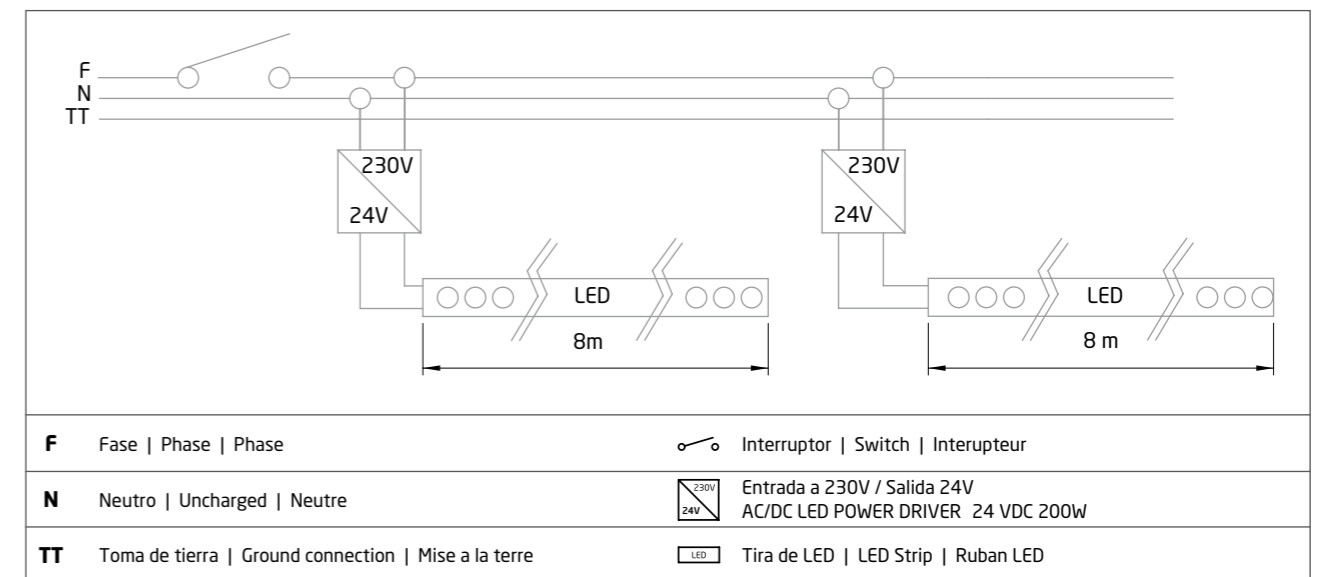 F
N
TT
230V
24V
230V
24V
LED
8m
LED
8 m
F Fase | Phase | Phase
Interruptor | Switch | Interupteur
N Neutro | Uncharged | Neutre
230V
24V
Entrada a 230V / Salida 24V
AC/DC LED POWER DRIVER 24 VDC 200W
TT Toma de tierra | Ground connection | Mise a la terre
LED Tira de LED | LED Strip | Ruban LED